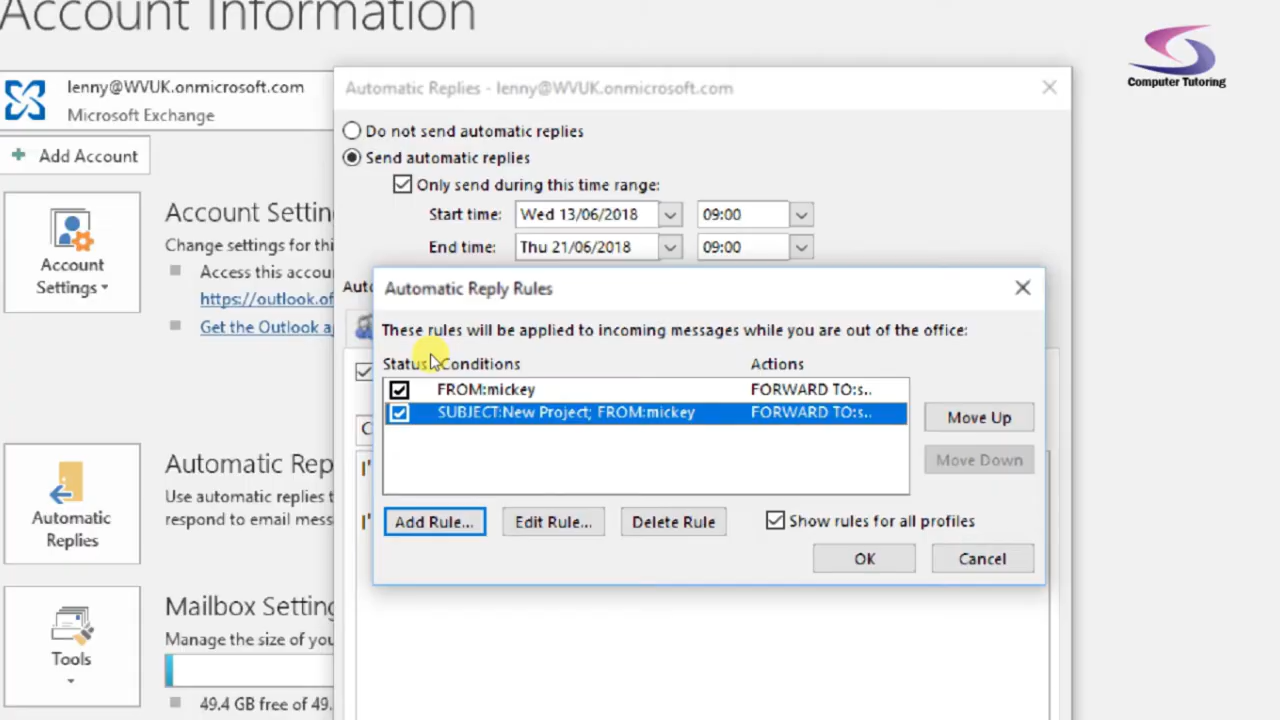 Account Information
Computer Tutoring
lenny@WVUK.onmicrosoft.com
Microsoft Exchange
Add Account
Account
Settings
Account Settin
Change settings for thi
Access this accou
https://outlook.of
Get the Outlook a
Automatic
Replies
Automatic Rep
Use automatic replies t
respond to email mess
Tools
Mailbox Setting
Manage the size of you
49.4 GB free of 49.
Automatic Replies - lenny@WVUK.onmicrosoft.com
Do not send automatic replies
Send automatic replies
Only send during this time range:
Start time: Wed 13/06/2018 09:00
End time: Thu 21/06/2018 09:00
Auto
Automatic Reply Rules
These rules will be applied to incoming messages while you are out of the office:
Status Conditions Actions
FROM:mickey FORWARD TO:s..
SUBJECT:New Project; FROM:mickey FORWARD TO:s..
Move Up
Move Down
Add Rule... Edit Rule... Delete Rule Show rules for all profiles
OK Cancel